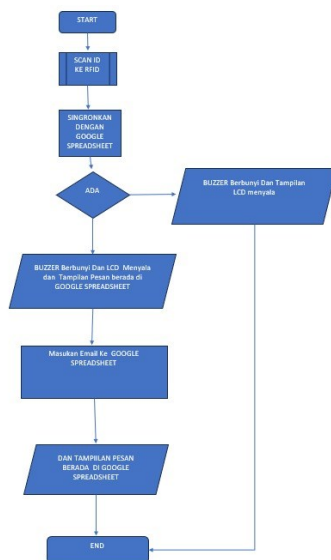 START
SCAN ID
KE RFID
SINGRONKAN
DENGAN
GOOGLE
SPREADSHEET
ADA
BUZZER Berbunyi Dan Tampilan
LCD menyala
BUZZER Berbunyi Dan LCD Menyala
dan Tampilan Pesan berada di
GOOGLE SPREADSHEET
Masukan Email Ke GOOGLE
SPREADSHEET
DAN TAMPIILAN PESAN
BERADA DI GOOGLE
SPREADSHEET
END